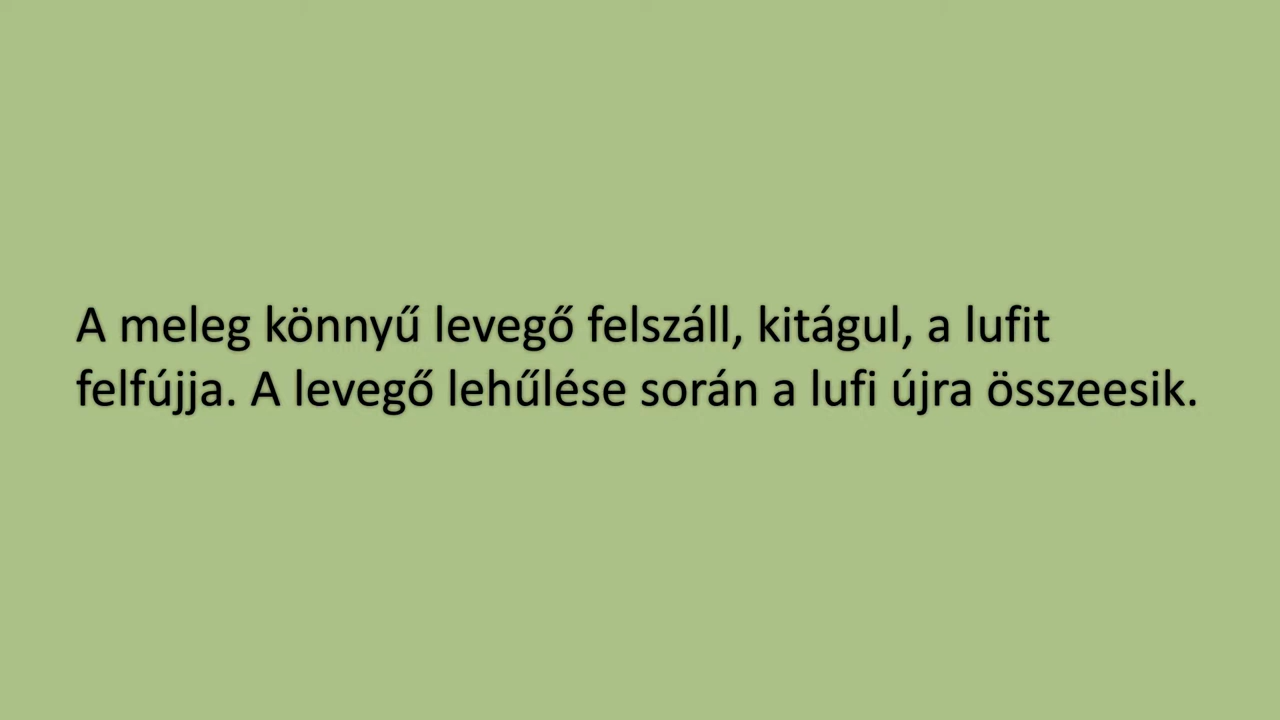 A meleg könnyű levegő felszáll, kitágul, a lufit
felfújja. A levegő lehűlése során a lufi újra összeesik.